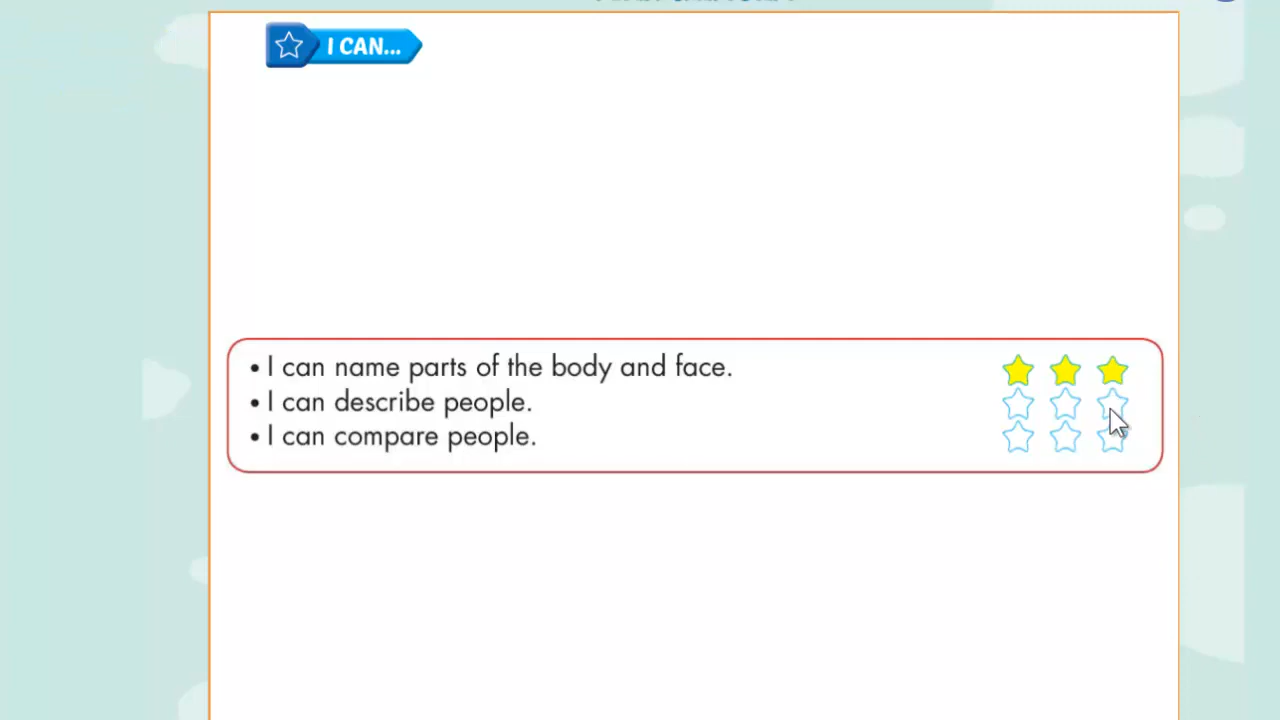 I CAN...
• I can name parts of the body and face.
• I can describe people.
• I can compare people.